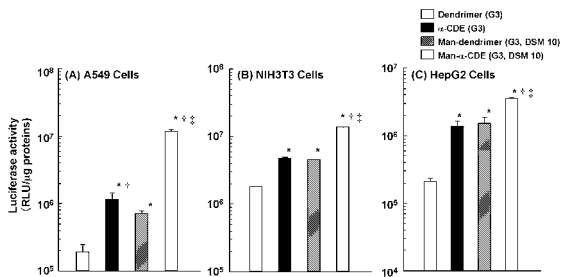 Dendrimer (G3)
α-CDE (G3)
Man-dendrimer (G3, DSM 10)
Man-α-CDE (G3, DSM 10)
(A) A549 Cells
(B) NIH3T3 Cells
(C) HepG2 Cells
Luciferase activity
(RLU/μg proteins)
10⁸
10⁷
10⁶
10⁵
* †
*
* † ‡
10⁸
10⁷
10⁶
10⁵
*
*
* † ‡
10⁷
10⁶
10⁵
10⁴
*
*
* † ‡